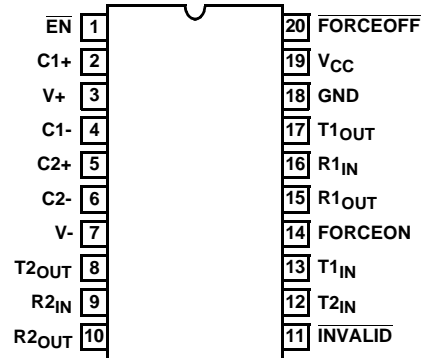 EN 1 20 FORCEOFF
C1+ 2 19 VCC
V+ 3 18 GND
C1- 4 17 T1OUT
C2+ 5 16 R1IN
C2- 6 15 R1OUT
V- 7 14 FORCEON
T2OUT 8 13 T1IN
R2IN 9 12 T2IN
R2OUT 10 11 INVALID